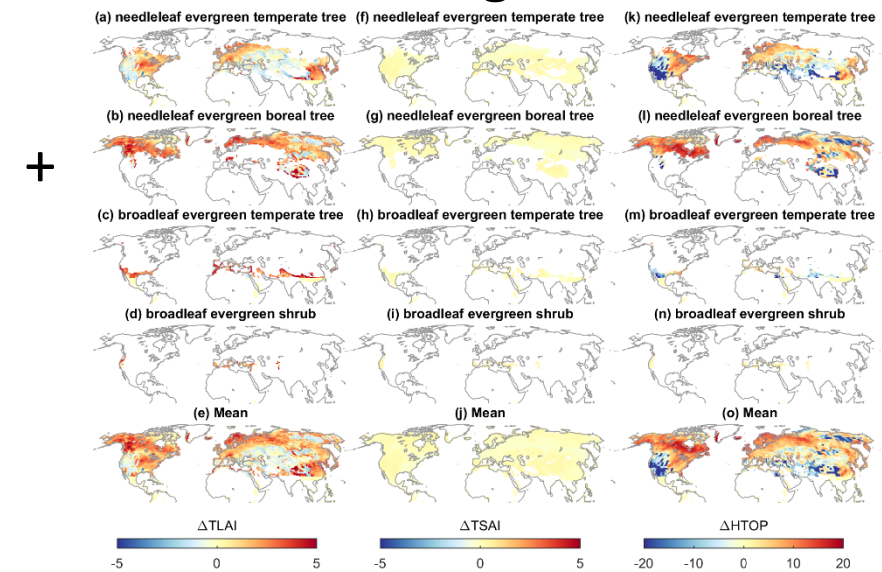 (a) needleleaf evergreen temperate tree (f) needleleaf evergreen temperate tree (k) needleleaf evergreen temperate tree
(b) needleleaf evergreen boreal tree (g) needleleaf evergreen boreal tree (l) needleleaf evergreen boreal tree
+
(c) broadleaf evergreen temperate tree (h) broadleaf evergreen temperate tree (m) broadleaf evergreen temperate tree
(d) broadleaf evergreen shrub (i) broadleaf evergreen shrub (n) broadleaf evergreen shrub
(e) Mean (j) Mean (o) Mean
ΔTLAI ΔTSAI ΔHTOP
-5 0 5 -5 0 5 -20 -10 0 10 20